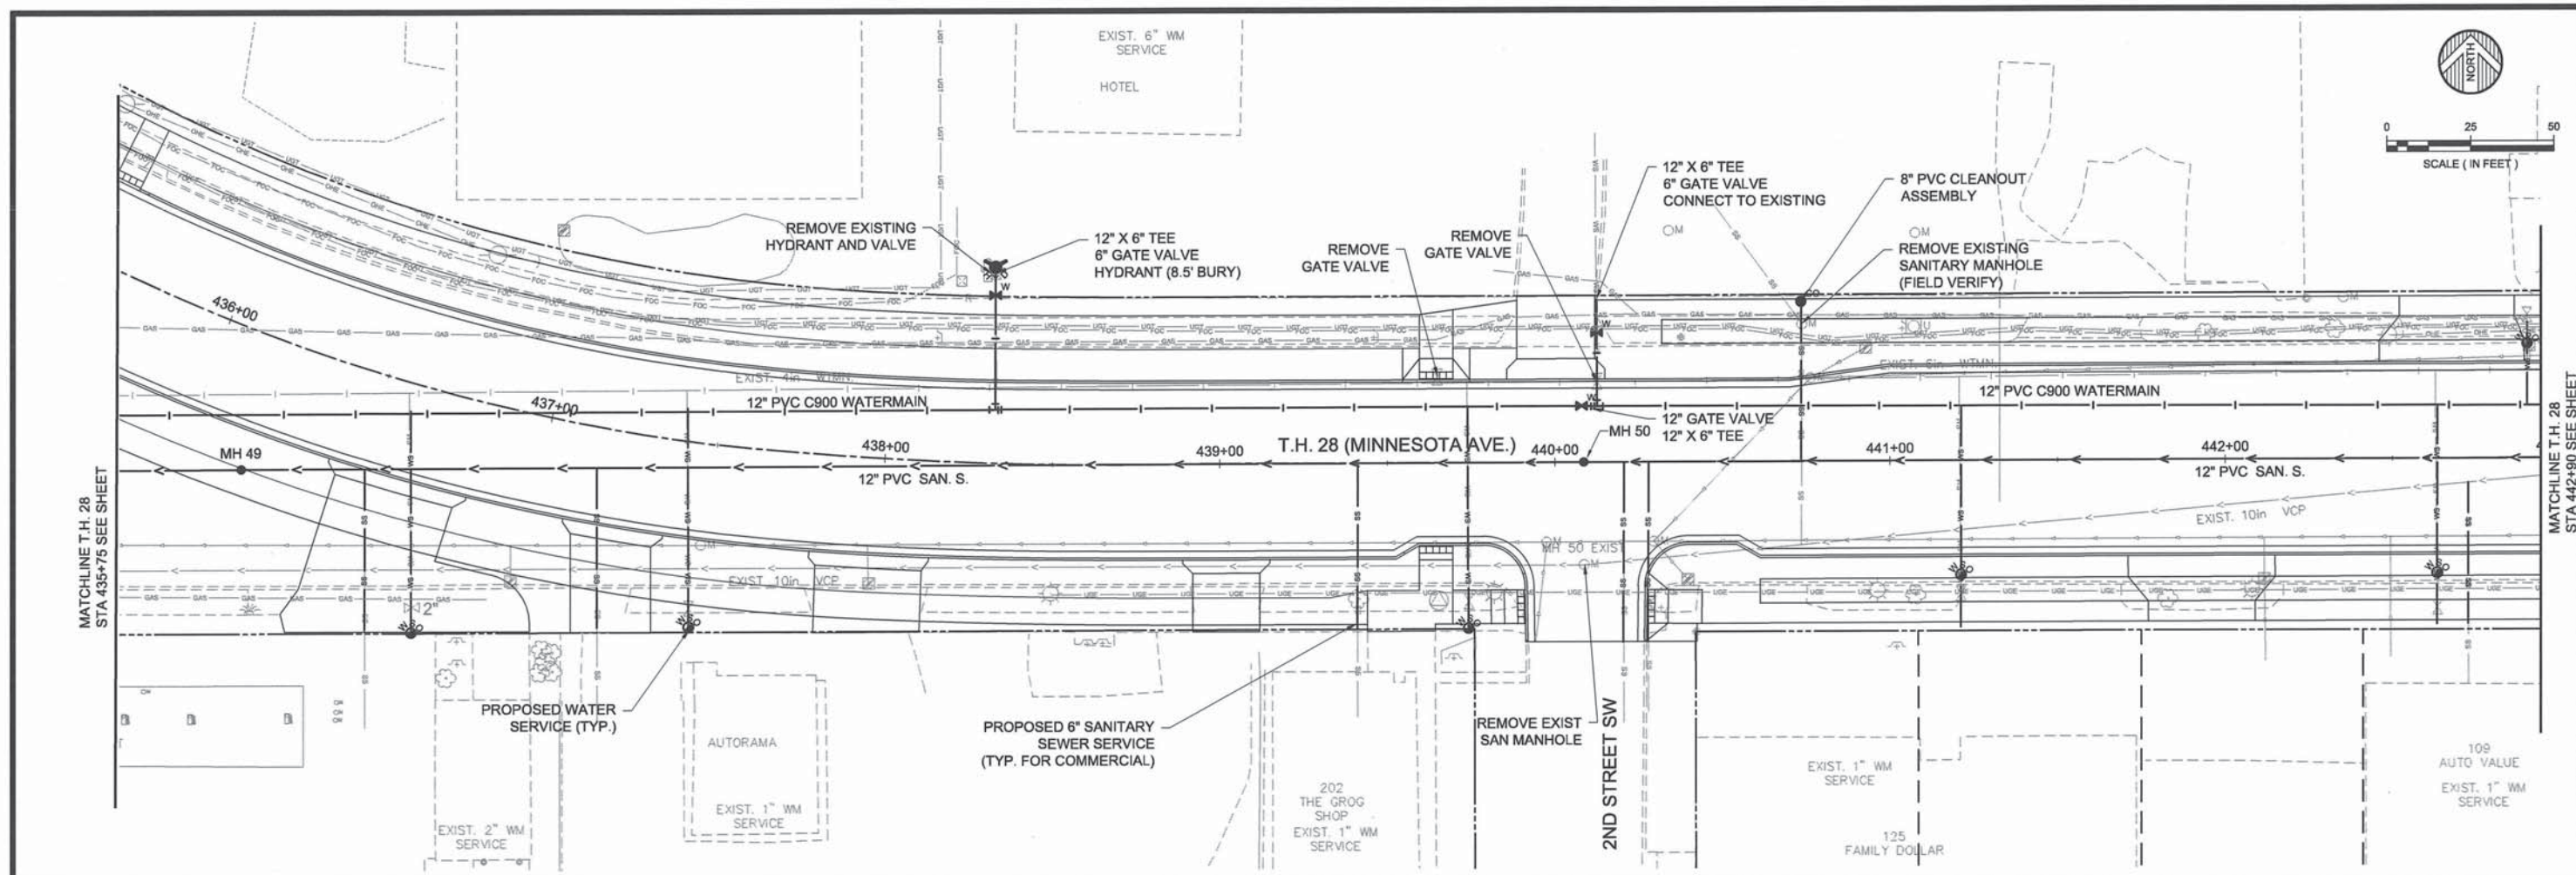 EXIST. 6" WM
SERVICE
HOTEL
NORTH
0 25 50
SCALE ( IN FEET )
12" X 6" TEE
6" GATE VALVE
CONNECT TO EXISTING
8" PVC CLEANOUT
ASSEMBLY
REMOVE EXISTING
HYDRANT AND VALVE
12" X 6" TEE
6" GATE VALVE
HYDRANT (8.5' BURY)
REMOVE
GATE VALVE
REMOVE
GATE VALVE
REMOVE EXISTING
SANITARY MANHOLE
(FIELD VERIFY)
CO
436+00
437+00
EXIST. 4in WTMN
EXIST. 6in WTMN
12" PVC C900 WATERMAIN
12" PVC C900 WATERMAIN
12" GATE VALVE
12" X 6" TEE
MH 50
MH 49
438+00
439+00
T.H. 28 (MINNESOTA AVE.)
440+00
441+00
442+00
12" PVC SAN. S.
12" PVC SAN. S.
MATCHLINE T.H. 28
STA 435+75 SEE SHEET
MATCHLINE T.H. 28
STA 442+90 SEE SHEET
EXIST. 10in VCP
EXIST. 10in VCP
MH 50 EXIST
2"
PROPOSED WATER
SERVICE (TYP.)
PROPOSED 6" SANITARY
SEWER SERVICE
(TYP. FOR COMMERCIAL)
REMOVE EXIST
SAN MANHOLE
2ND STREET SW
AUTORAMA
EXIST. 1" WM
SERVICE
EXIST. 2" WM
SERVICE
202
THE GROG
SHOP
EXIST. 1" WM
SERVICE
EXIST. 1" WM
SERVICE
125
FAMILY DOLLAR
109
AUTO VALUE
EXIST. 1" WM
SERVICE